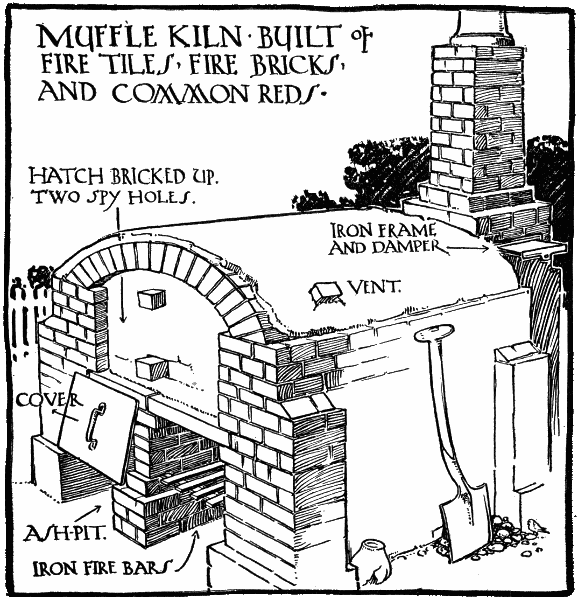 MUFFLE KILN · BUILT of
FIRE TILES, FIRE BRICKS,
AND COMMON REDS.
HATCH BRICKED UP.
TWO SPY HOLES.
IRON FRAME
AND DAMPER
VENT.
COVER
ASH-PIT.
IRON FIRE BARS